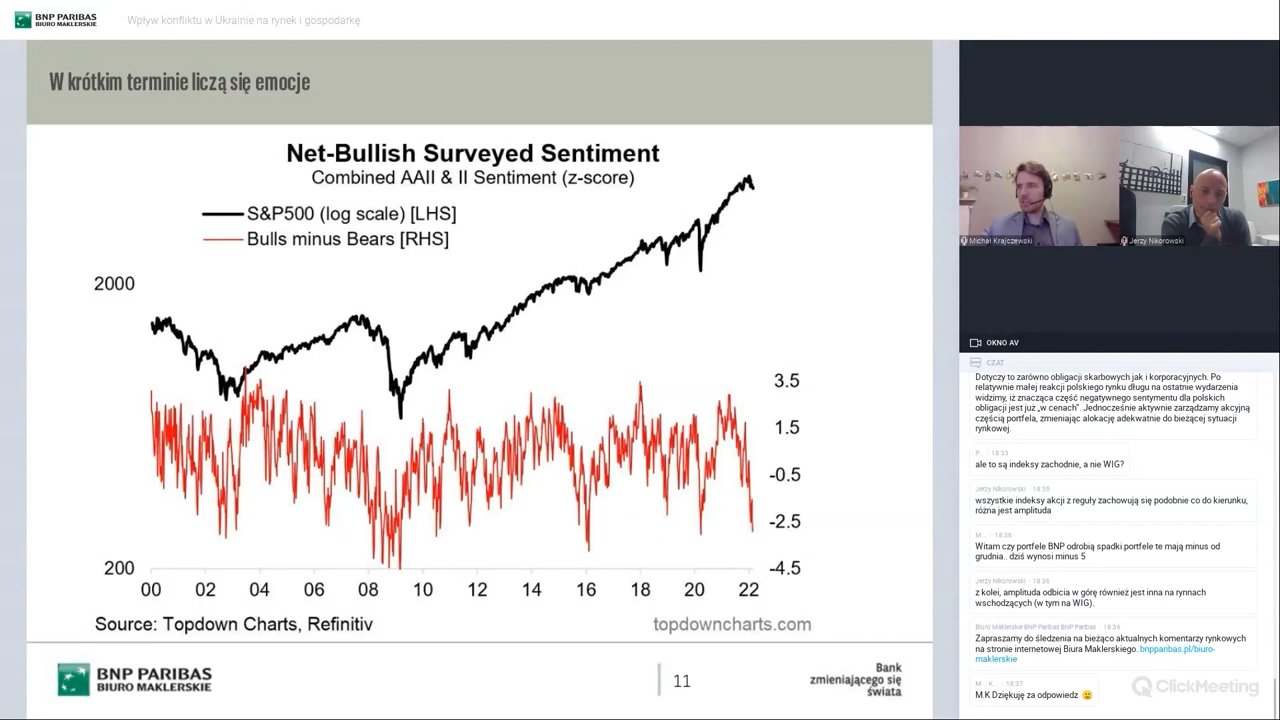 BNP PARIBAS
BIURO MAKLERSKIE
Wpływ konfliktu w Ukrainie na rynek i gospodarkę
W krótkim terminie liczą się emocje
Net-Bullish Surveyed Sentiment
Combined AAII & II Sentiment (z-score)
S&P500 (log scale) [LHS]
Bulls minus Bears [RHS]
2000
200
3.5
1.5
-0.5
-2.5
-4.5
00 02 04 06 08 10 12 14 16 18 20 22
Source: Topdown Charts, Refinitiv
topdowncharts.com
BNP PARIBAS
BIURO MAKLERSKIE
11
Bank
zmieniającego się
świata
Michał Krajczewski
Jerzy Nikorowski
OKNO AV
CZAT
Dotyczy to zarówno obligacji skarbowych jak i korporacyjnych. Po
relatywnie małej reakcji polskiego rynku długu na ostatnie wydarzenia
widzimy, iż znacząca część negatywnego sentymentu dla polskich
obligacji jest już „w cenach”. Jednocześnie aktywnie zarządzamy akcyjną
częścią portfela, zmieniając alokację adekwatnie do bieżącej sytuacji
rynkowej.
P.. · 18:33
ale to są indeksy zachodnie, a nie WIG?
Jerzy Nikorowski · 18:35
wszystkie indeksy akcji z reguły zachowują się podobnie co do kierunku,
różna jest amplituda
M... · 18:36
Witam czy portfele BNP odrobią spadki portfele te mają minus od
grudnia.. dziś wynosi minus 5
Jerzy Nikorowski · 18:36
z kolei, amplituda odbicia w górę również jest inna na rynnach
wschodzących (w tym na WIG).
Biuro Maklerskie BNP Paribas BNP Paribas · 18:36
Zapraszamy do śledzenia na bieżąco aktualnych komentarzy rynkowych
na stronie internetowej Biura Maklerskiego. bnpparibas.pl/biuro-
maklerskie
M... K... · 18:37
M.K Dziękuję za odpowiedz 🙂
ClickMeeting